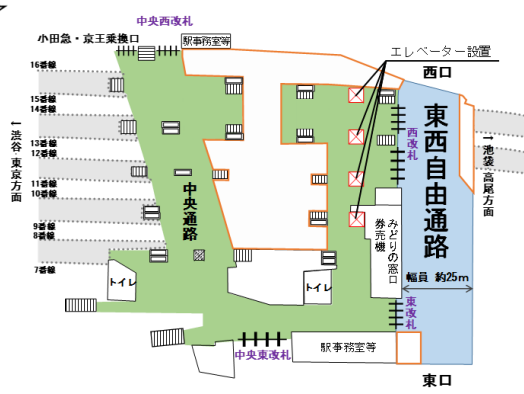 中央西改札
小田急・京王乗換口
駅事務室等
エレベーター設置
西口
16番線
15番線
14番線
13番線
12番線
11番線
10番線
9番線
8番線
7番線
←渋谷 東京方面
中央通路
西改札
東西自由通路
→池袋 高尾方面
みどりの窓口
券売機
幅員 約25m
トイレ
トイレ
東改札
中央東改札
駅事務室等
東口